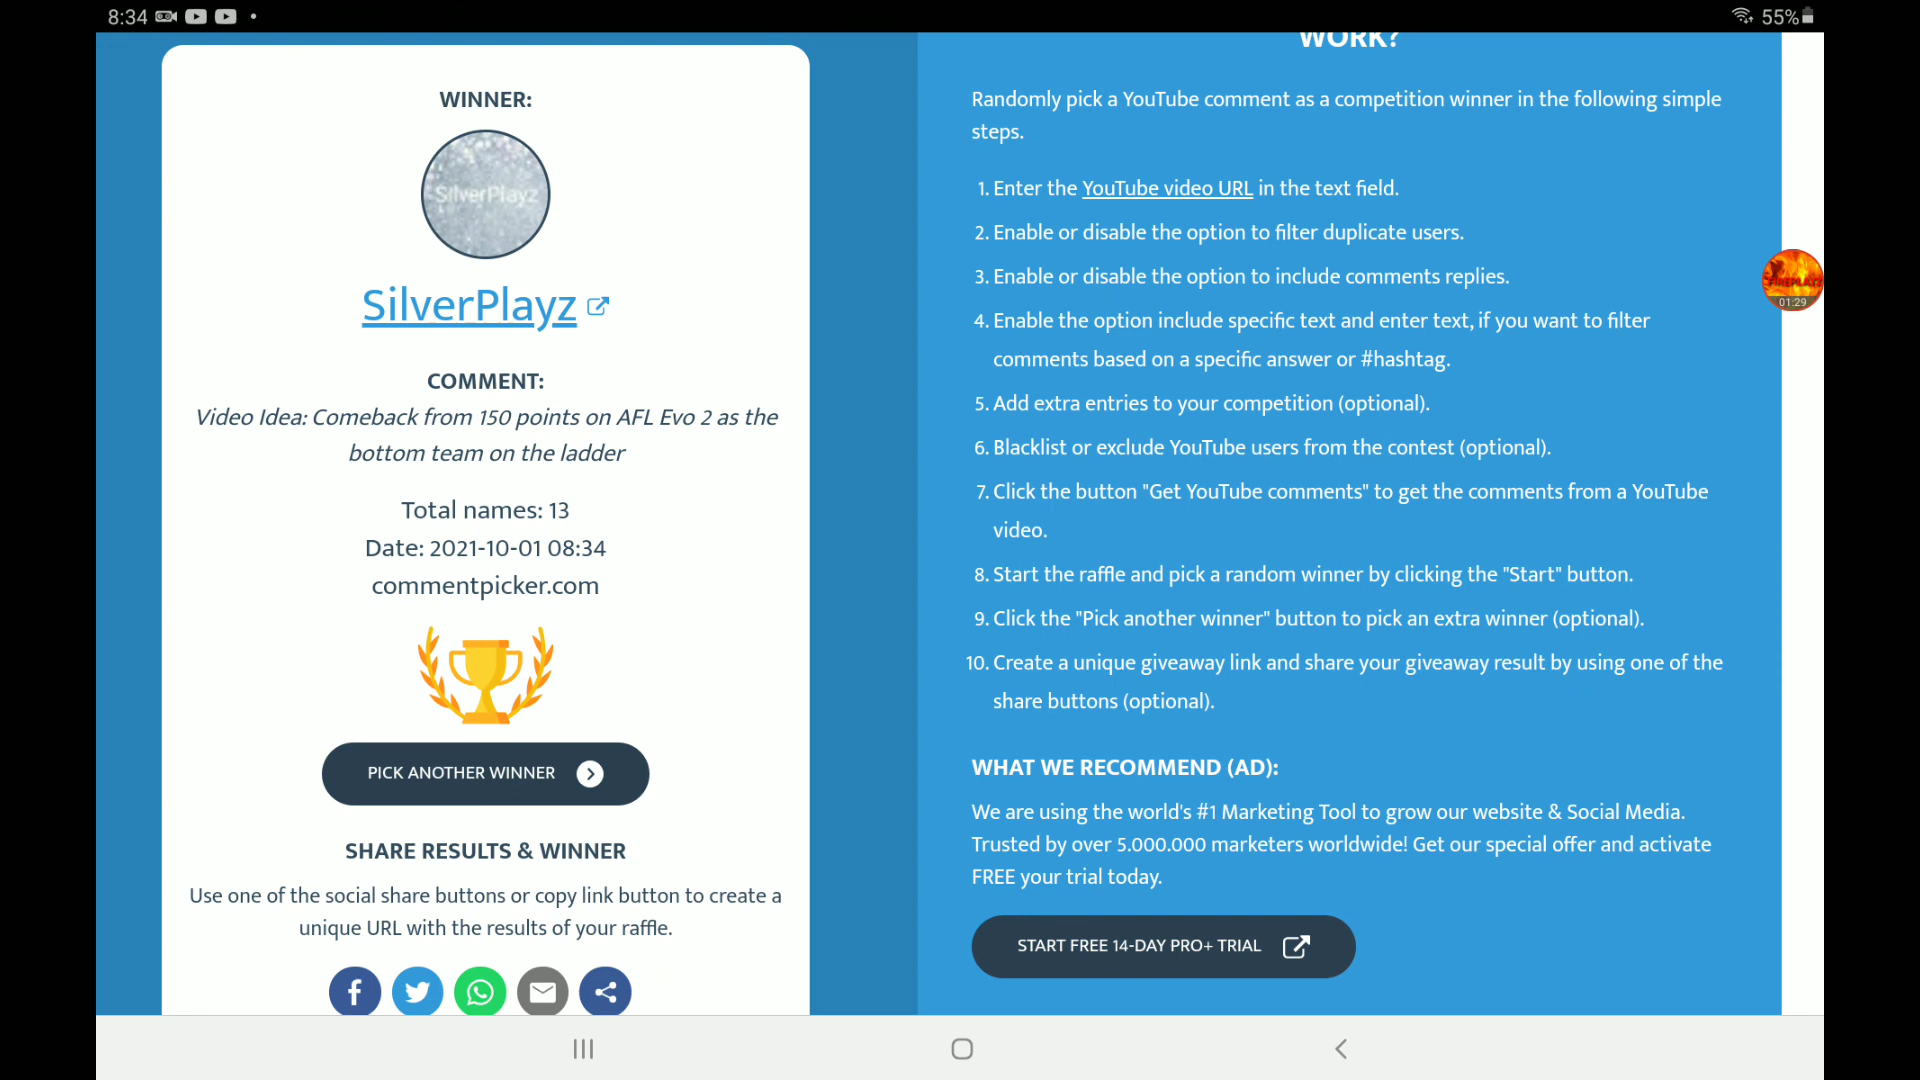 8:34
55%
WINNER:
SilverPlayz
SilverPlayz
COMMENT:
Video Idea: Comeback from 150 points on AFL Evo 2 as the
bottom team on the ladder
Total names: 13
Date: 2021-10-01 08:34
commentpicker.com
PICK ANOTHER WINNER
SHARE RESULTS & WINNER
Use one of the social share buttons or copy link button to create a
unique URL with the results of your raffle.
WORK?
Randomly pick a YouTube comment as a competition winner in the following simple
steps.
1. Enter the YouTube video URL in the text field.
2. Enable or disable the option to filter duplicate users.
3. Enable or disable the option to include comments replies.
4. Enable the option include specific text and enter text, if you want to filter
comments based on a specific answer or #hashtag.
5. Add extra entries to your competition (optional).
6. Blacklist or exclude YouTube users from the contest (optional).
7. Click the button "Get YouTube comments" to get the comments from a YouTube
video.
8. Start the raffle and pick a random winner by clicking the "Start" button.
9. Click the "Pick another winner" button to pick an extra winner (optional).
10. Create a unique giveaway link and share your giveaway result by using one of the
share buttons (optional).
WHAT WE RECOMMEND (AD):
We are using the world's #1 Marketing Tool to grow our website & Social Media.
Trusted by over 5.000.000 marketers worldwide! Get our special offer and activate
FREE your trial today.
START FREE 14-DAY PRO+ TRIAL
01:29